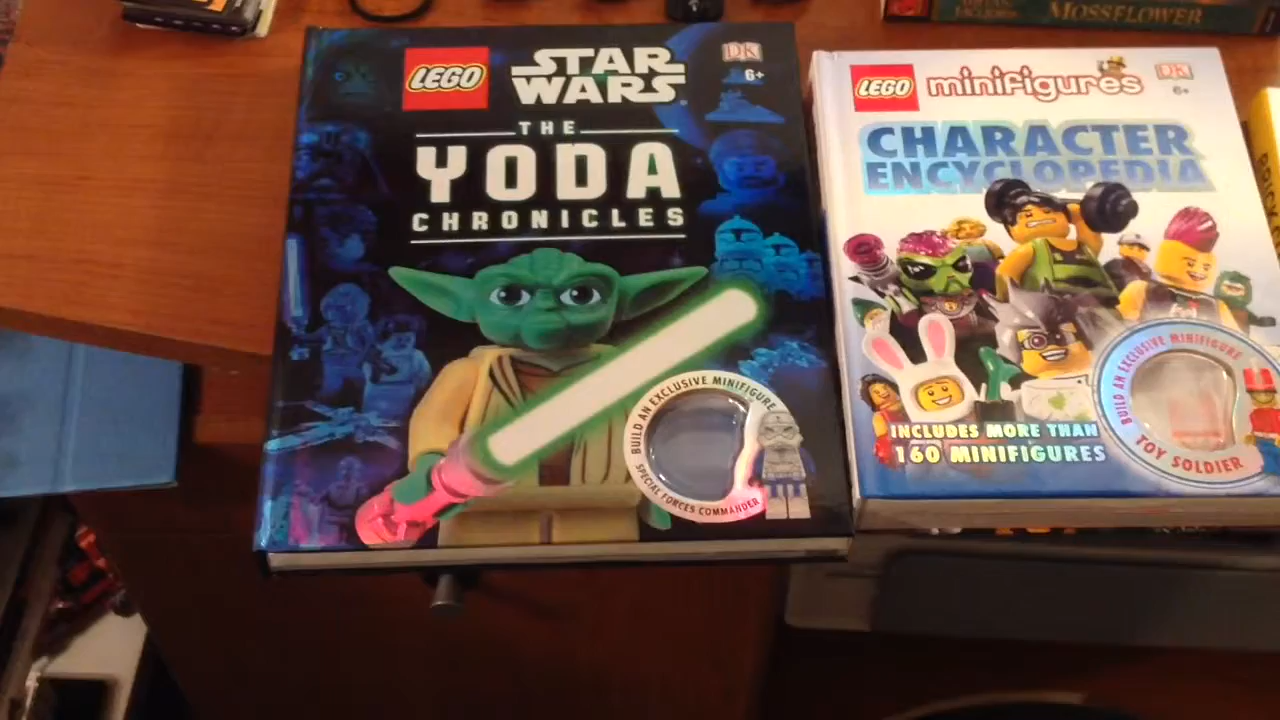 MOSSFLOWER
LEGO
STAR
WARS
DK
6+
THE
YODA
CHRONICLES
BUILD AN EXCLUSIVE MINIFIGURE
SPECIAL FORCES COMMANDER
LEGO
minifigures
DK
6+
CHARACTER
ENCYCLOPEDIA
BUILD AN EXCLUSIVE MINIFIGURE
TOY SOLDIER
INCLUDES MORE THAN
160 MINIFIGURES
BRICK